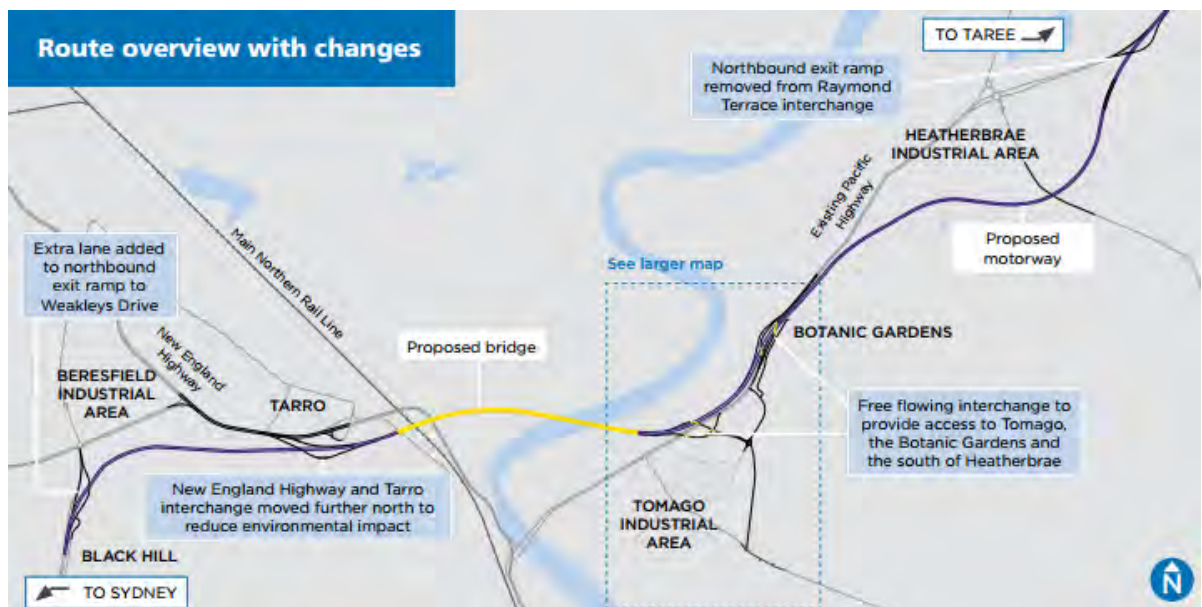 Route overview with changes
TO TAREE
Northbound exit ramp
removed from Raymond
Terrace interchange
HEATHERBRAE
INDUSTRIAL AREA
Existing Pacific
Highway
Proposed
motorway
Extra lane added
to northbound
exit ramp to
Weakleys Drive
Main Northern Rail Line
See larger map
New England
Highway
Proposed bridge
BOTANIC GARDENS
BERESFIELD
INDUSTRIAL
AREA
TARRO
Free flowing interchange to
provide access to Tomago,
the Botanic Gardens and
the south of Heatherbrae
New England Highway and Tarro
interchange moved further north to
reduce environmental impact
TOMAGO
INDUSTRIAL
AREA
BLACK HILL
TO SYDNEY
N